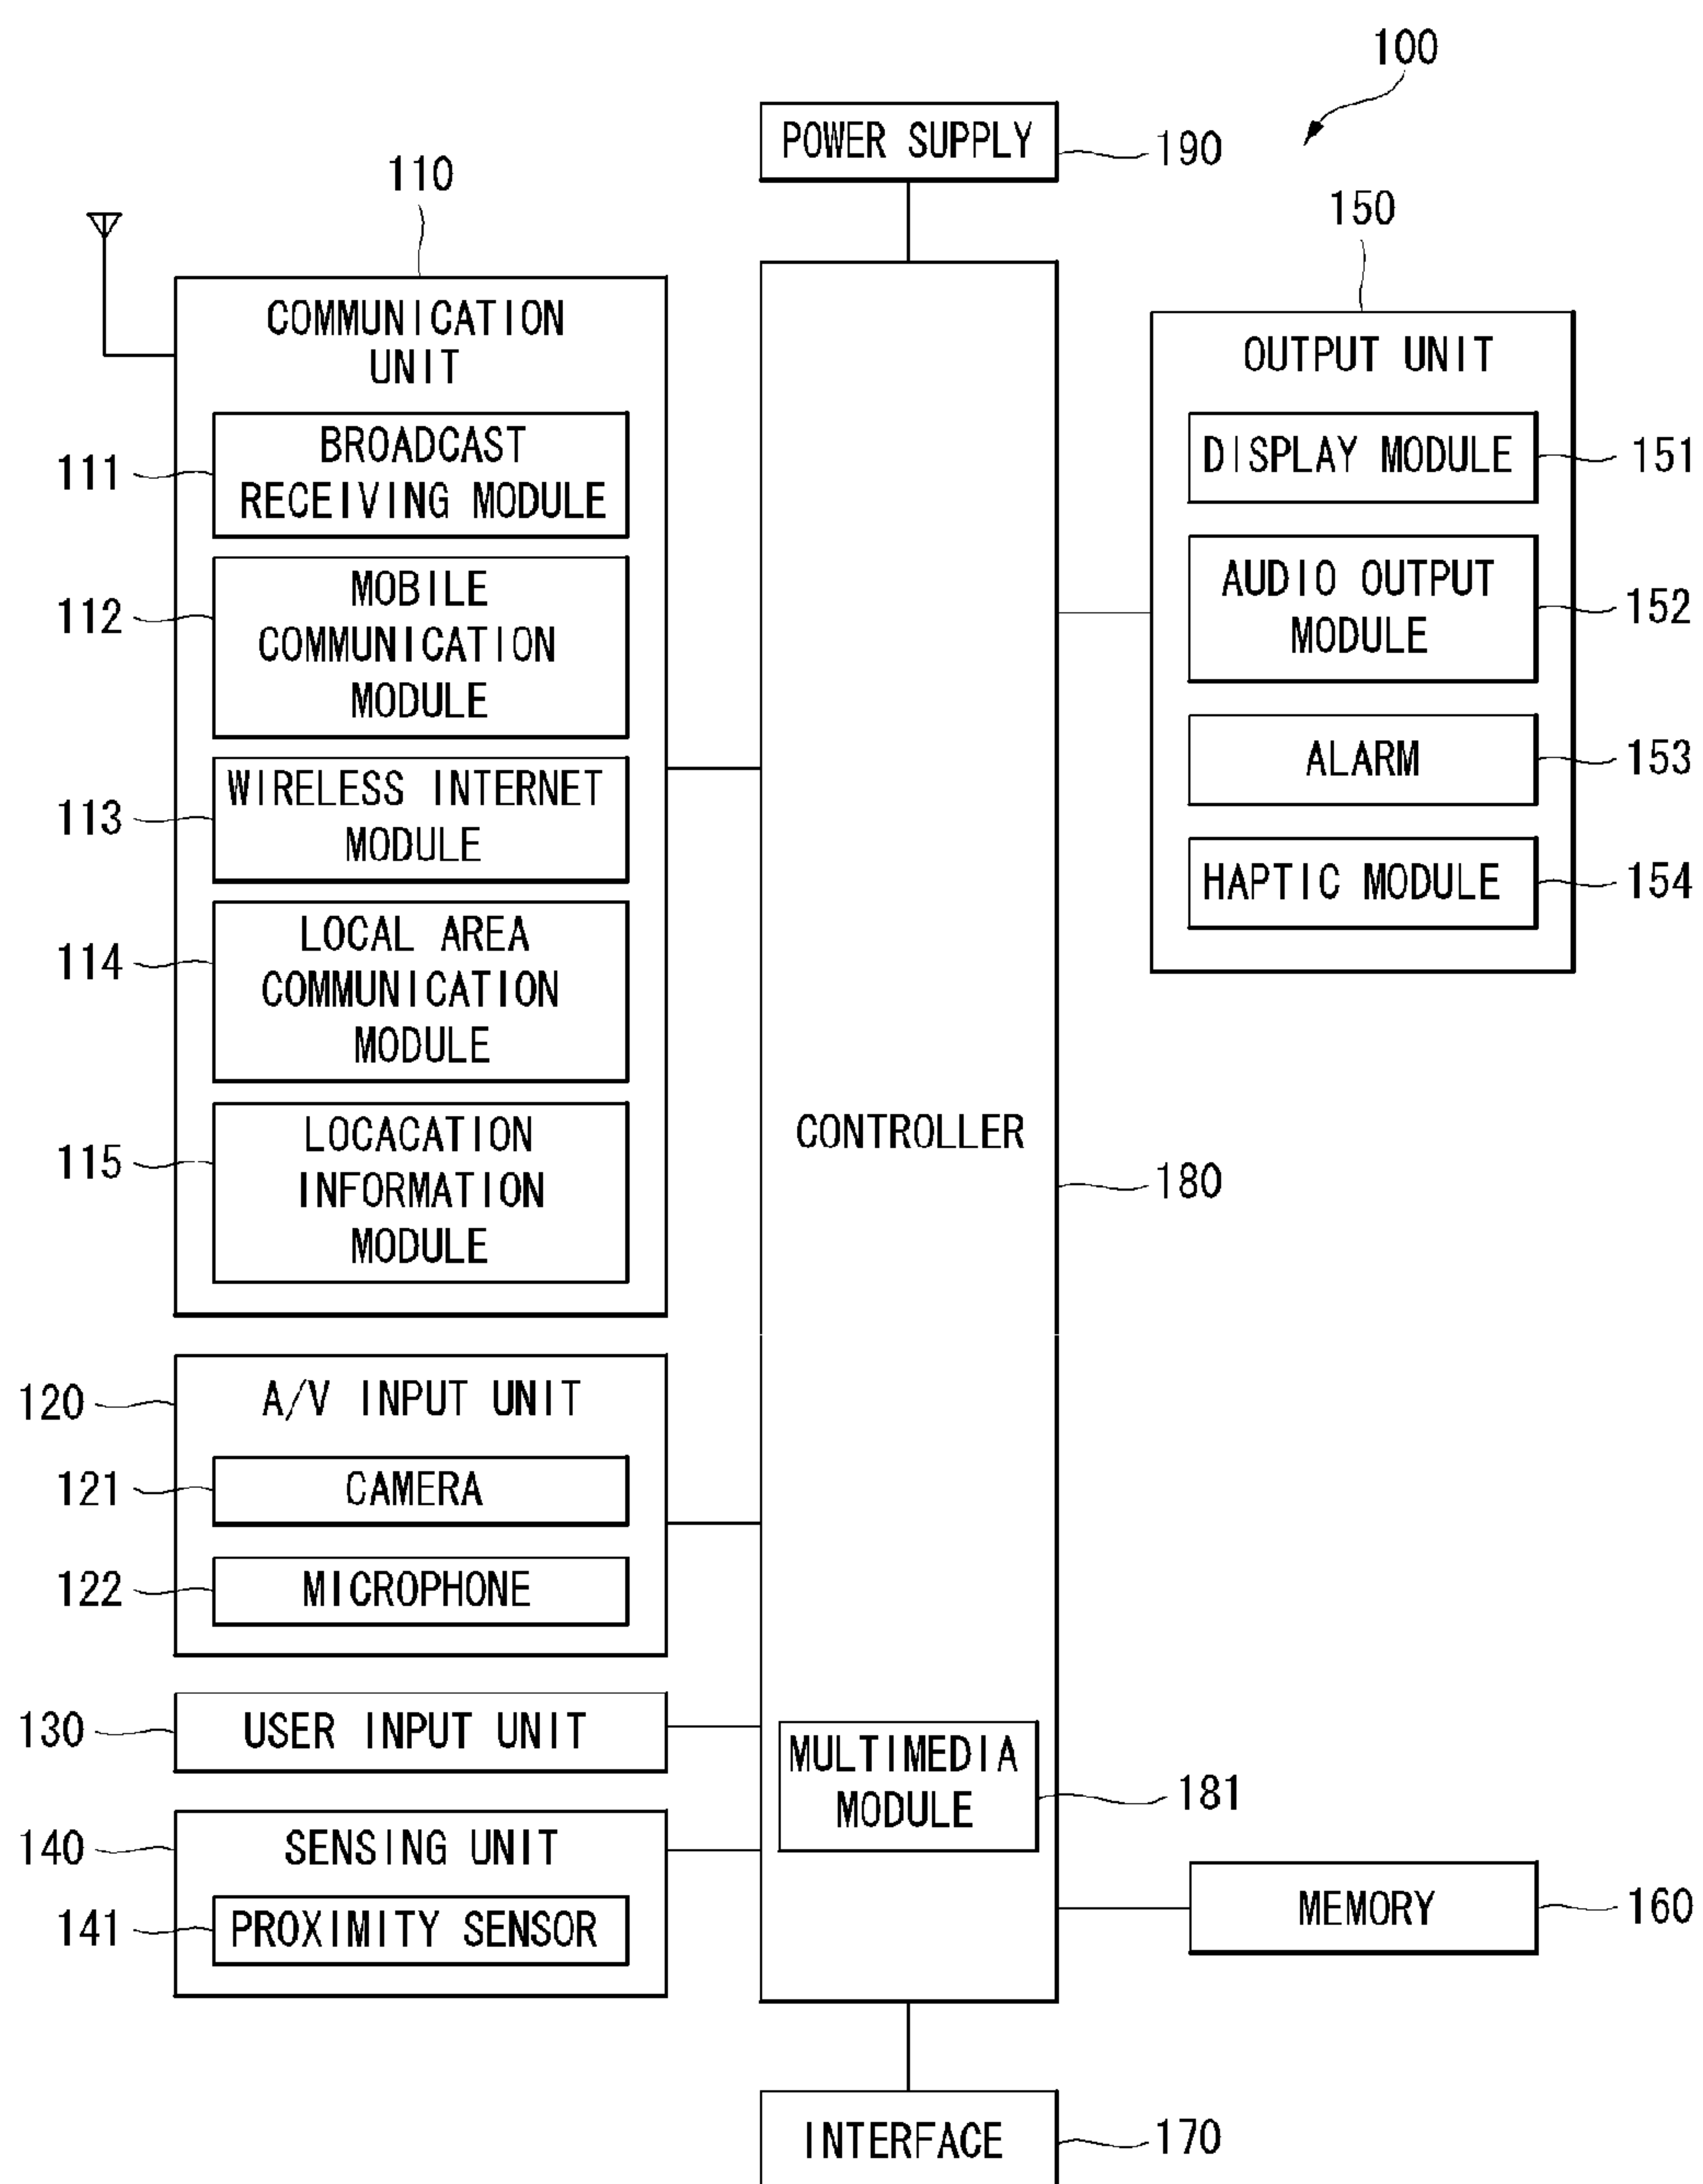 100
POWER SUPPLY
190
110
150
COMMUNICATION
UNIT
OUTPUT UNIT
BROADCAST
RECEIVING MODULE
111
DISPLAY MODULE
151
MOBILE
COMMUNICATION
MODULE
112
AUDIO OUTPUT
MODULE
152
WIRELESS INTERNET
MODULE
113
ALARM
153
HAPTIC MODULE
154
LOCAL AREA
COMMUNICATION
MODULE
114
LOCACATION
INFORMATION
MODULE
115
CONTROLLER
180
120
A/V INPUT UNIT
121
CAMERA
122
MICROPHONE
130
USER INPUT UNIT
MULTIMEDIA
MODULE
181
140
SENSING UNIT
141
PROXIMITY SENSOR
MEMORY
160
INTERFACE
170